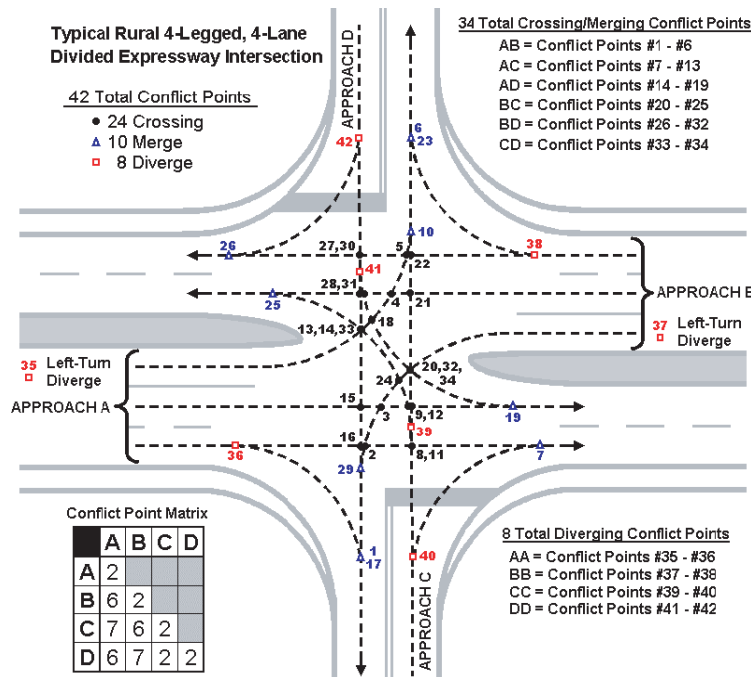 Typical Rural 4-Legged, 4-Lane
Divided Expressway Intersection
42 Total Conflict Points
24 Crossing
10 Merge
8 Diverge
34 Total Crossing/Merging Conflict Points
AB = Conflict Points #1 - #6
AC = Conflict Points #7 - #13
AD = Conflict Points #14 - #19
BC = Conflict Points #20 - #25
BD = Conflict Points #26 - #32
CD = Conflict Points #33 - #34
APPROACH D
42
6
23
10
26
27,30
5
22
38
41
28,31
25
4
21
APPROACH B
18
13,14,33
37 Left-Turn
Diverge
35 Left-Turn
Diverge
20,32,
34
24
APPROACH A
15
3
9,12
19
39
16
2
8,11
36
7
29
1
17
40
APPROACH C
Conflict Point Matrix
A B C D
A 2
B 6 2
C 7 6 2
D 6 7 2 2
8 Total Diverging Conflict Points
AA = Conflict Points #35 - #36
BB = Conflict Points #37 - #38
CC = Conflict Points #39 - #40
DD = Conflict Points #41 - #42